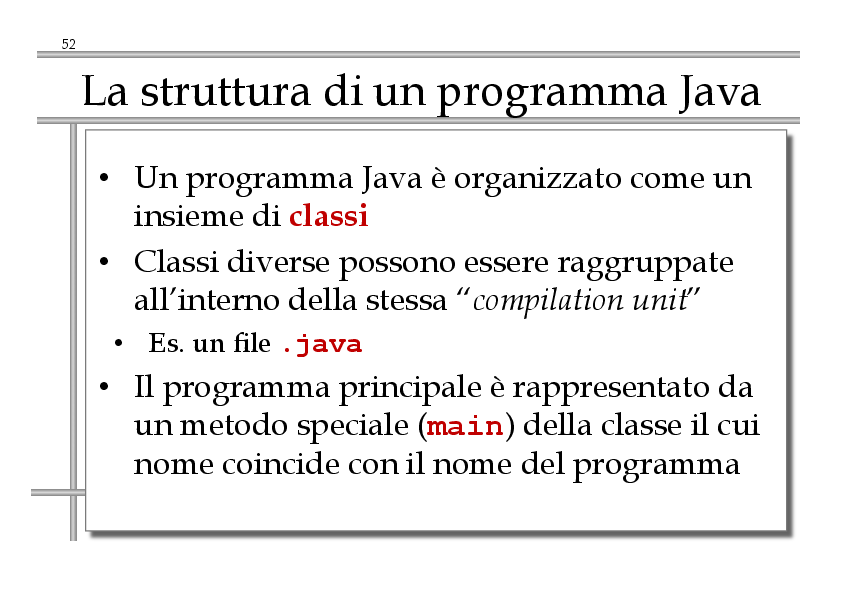 52
La struttura di un programma Java
• Un programma Java è organizzato come un
insieme di classi
• Classi diverse possono essere raggruppate
all’interno della stessa “compilation unit”
• Es. un file .java
• Il programma principale è rappresentato da
un metodo speciale (main) della classe il cui
nome coincide con il nome del programma